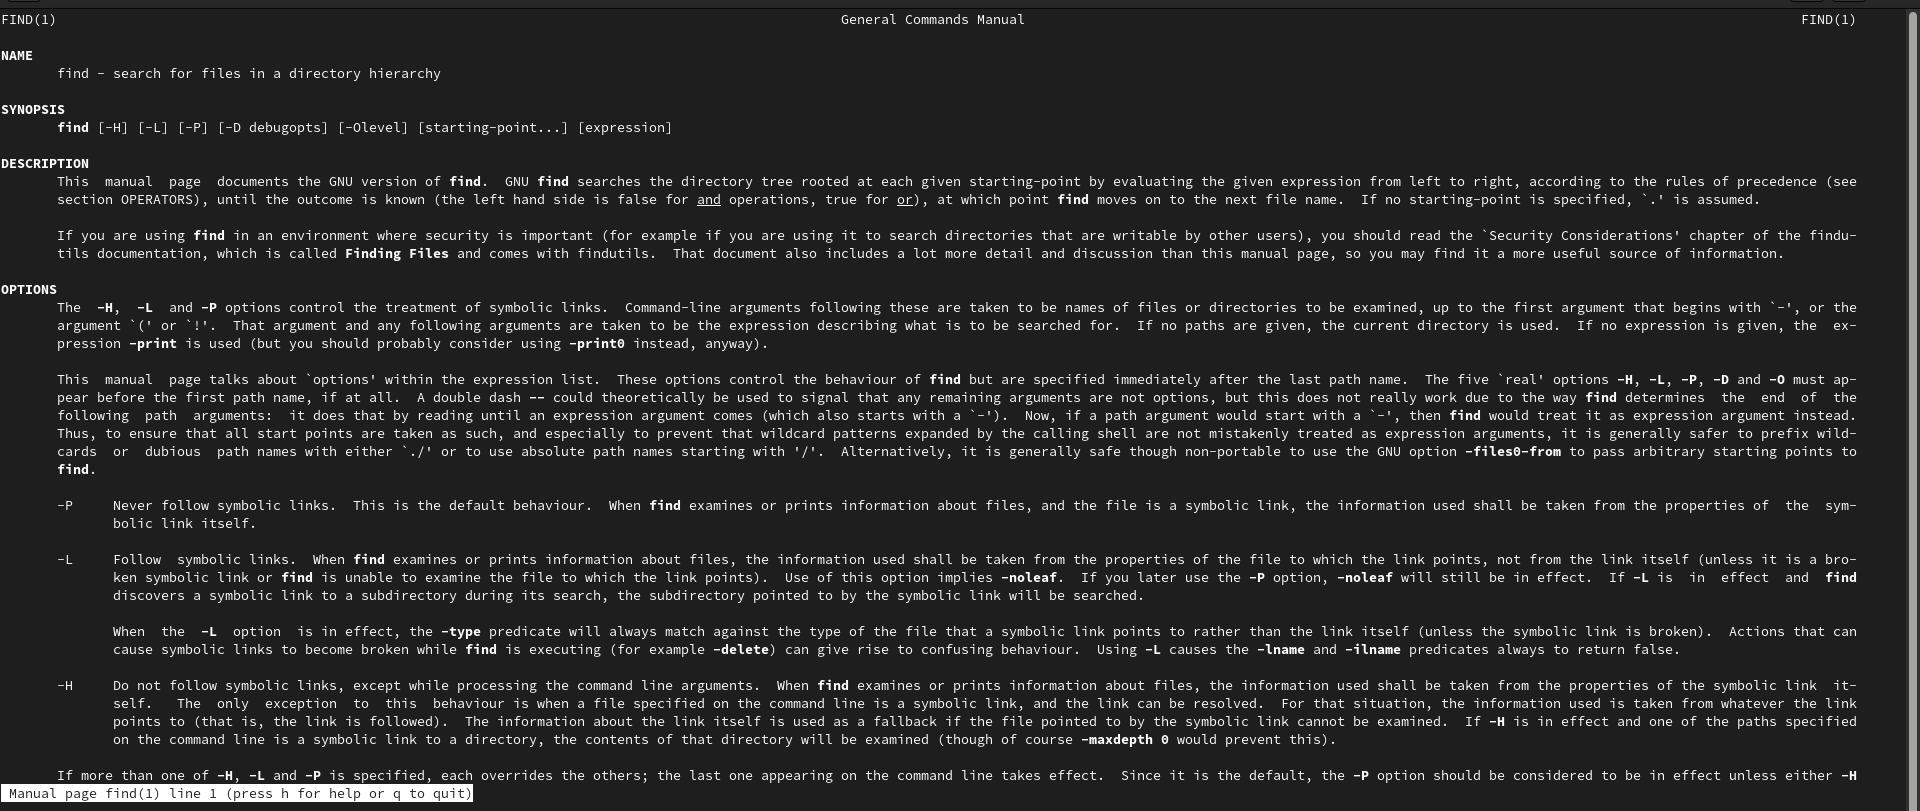 FIND(1) General Commands Manual FIND(1)
NAME
find - search for files in a directory hierarchy
SYNOPSIS
find [-H] [-L] [-P] [-D debugopts] [-Olevel] [starting-point...] [expression]
DESCRIPTION
This manual page documents the GNU version of find. GNU find searches the directory tree rooted at each given starting-point by evaluating the given expression from left to right, according to the rules of precedence (see
section OPERATORS), until the outcome is known (the left hand side is false for and operations, true for or), at which point find moves on to the next file name. If no starting-point is specified, `.' is assumed.
If you are using find in an environment where security is important (for example if you are using it to search directories that are writable by other users), you should read the `Security Considerations' chapter of the findu-
tils documentation, which is called Finding Files and comes with findutils. That document also includes a lot more detail and discussion than this manual page, so you may find it a more useful source of information.
OPTIONS
The -H, -L and -P options control the treatment of symbolic links. Command-line arguments following these are taken to be names of files or directories to be examined, up to the first argument that begins with `-', or the
argument `(' or `!'. That argument and any following arguments are taken to be the expression describing what is to be searched for. If no paths are given, the current directory is used. If no expression is given, the ex-
pression -print is used (but you should probably consider using -print0 instead, anyway).
This manual page talks about `options' within the expression list. These options control the behaviour of find but are specified immediately after the last path name. The five `real' options -H, -L, -P, -D and -O must ap-
pear before the first path name, if at all. A double dash -- could theoretically be used to signal that any remaining arguments are not options, but this does not really work due to the way find determines the end of the
following path arguments: it does that by reading until an expression argument comes (which also starts with a `-'). Now, if a path argument would start with a `-', then find would treat it as expression argument instead.
Thus, to ensure that all start points are taken as such, and especially to prevent that wildcard patterns expanded by the calling shell are not mistakenly treated as expression arguments, it is generally safer to prefix wild-
cards or dubious path names with either `./' or to use absolute path names starting with '/'. Alternatively, it is generally safe though non-portable to use the GNU option -files0-from to pass arbitrary starting points to
find.
-P Never follow symbolic links. This is the default behaviour. When find examines or prints information about files, and the file is a symbolic link, the information used shall be taken from the properties of the sym-
bolic link itself.
-L Follow symbolic links. When find examines or prints information about files, the information used shall be taken from the properties of the file to which the link points, not from the link itself (unless it is a bro-
ken symbolic link or find is unable to examine the file to which the link points). Use of this option implies -noleaf. If you later use the -P option, -noleaf will still be in effect. If -L is in effect and find
discovers a symbolic link to a subdirectory during its search, the subdirectory pointed to by the symbolic link will be searched.
When the -L option is in effect, the -type predicate will always match against the type of the file that a symbolic link points to rather than the link itself (unless the symbolic link is broken). Actions that can
cause symbolic links to become broken while find is executing (for example -delete) can give rise to confusing behaviour. Using -L causes the -lname and -ilname predicates always to return false.
-H Do not follow symbolic links, except while processing the command line arguments. When find examines or prints information about files, the information used shall be taken from the properties of the symbolic link it-
self. The only exception to this behaviour is when a file specified on the command line is a symbolic link, and the link can be resolved. For that situation, the information used is taken from whatever the link
points to (that is, the link is followed). The information about the link itself is used as a fallback if the file pointed to by the symbolic link cannot be examined. If -H is in effect and one of the paths specified
on the command line is a symbolic link to a directory, the contents of that directory will be examined (though of course -maxdepth 0 would prevent this).
If more than one of -H, -L and -P is specified, each overrides the others; the last one appearing on the command line takes effect. Since it is the default, the -P option should be considered to be in effect unless either -H
Manual page find(1) line 1 (press h for help or q to quit)